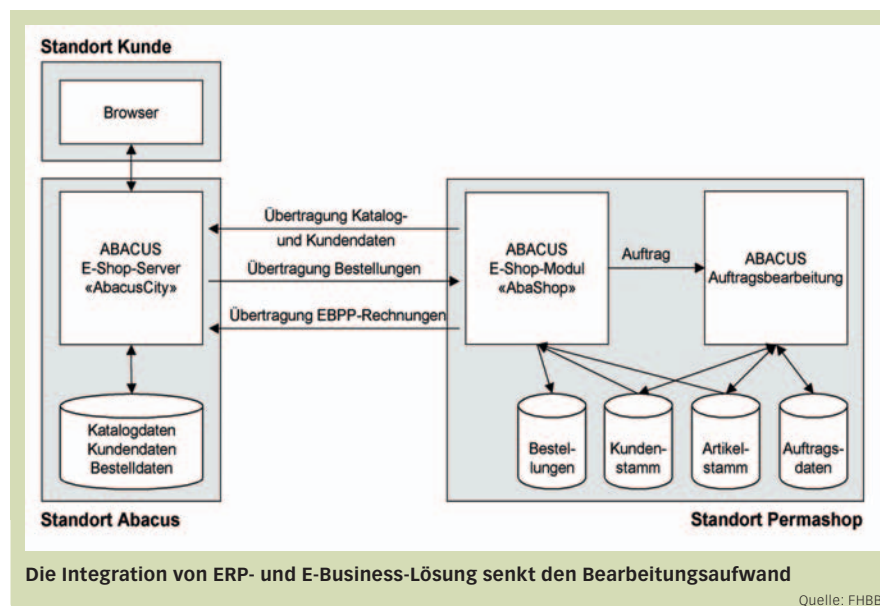 Standort Kunde
Browser
ABACUS
E-Shop-Server
«AbacusCity»
Übertragung Katalog-
und Kundendaten
Übertragung Bestellungen
Übertragung EBPP-Rechnungen
ABACUS
E-Shop-Modul
«AbaShop»
Auftrag
ABACUS
Auftragsbearbeitung
Katalogdaten
Kundendaten
Bestelldaten
Bestel-
lungen
Kunden-
stamm
Artikel-
stamm
Auftrags-
daten
Standort Abacus
Standort Permashop
Die Integration von ERP- und E-Business-Lösung senkt den Bearbeitungsaufwand
Quelle: FHBB